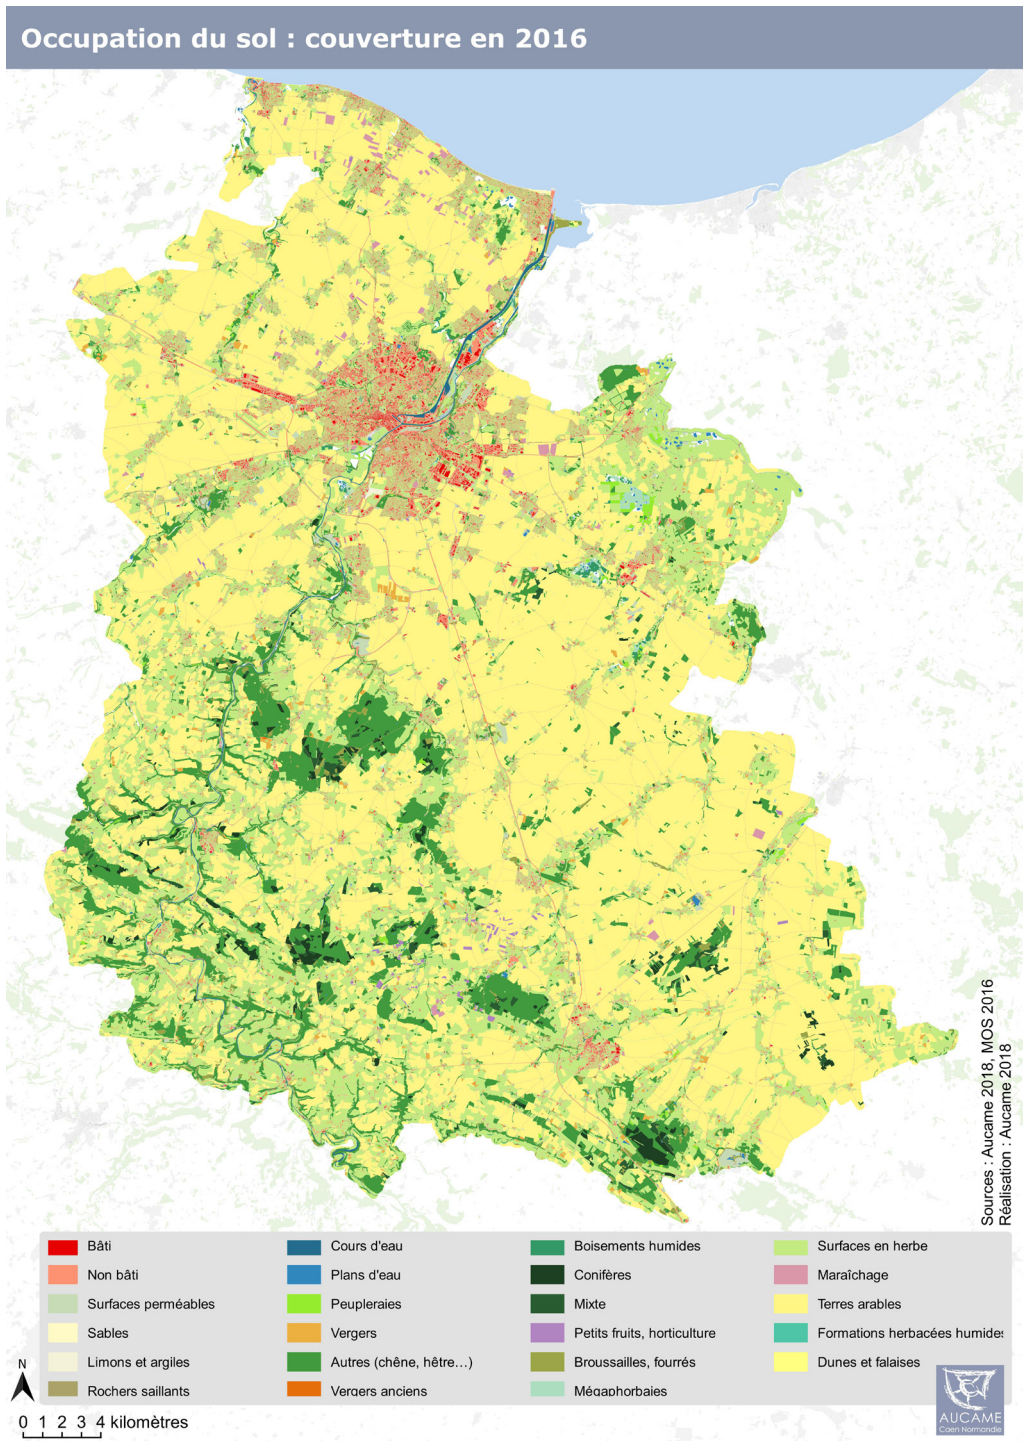 Occupation du sol : couverture en 2016
Sources : Aucame 2018, MOS 2016
Réalisation : Aucame 2018
Bâti
Non bâti
Surfaces perméables
Sables
Limons et argiles
Rochers saillants
Cours d'eau
Plans d'eau
Peupleraies
Vergers
Autres (chêne, hêtre...)
Vergers anciens
Boisements humides
Conifères
Mixte
Petits fruits, horticulture
Broussailles, fourrés
Mégaphorbaies
Surfaces en herbe
Maraîchage
Terres arables
Formations herbacées humides
Dunes et falaises
N
0 1 2 3 4 kilomètres
AUCAME
Caen Normandie